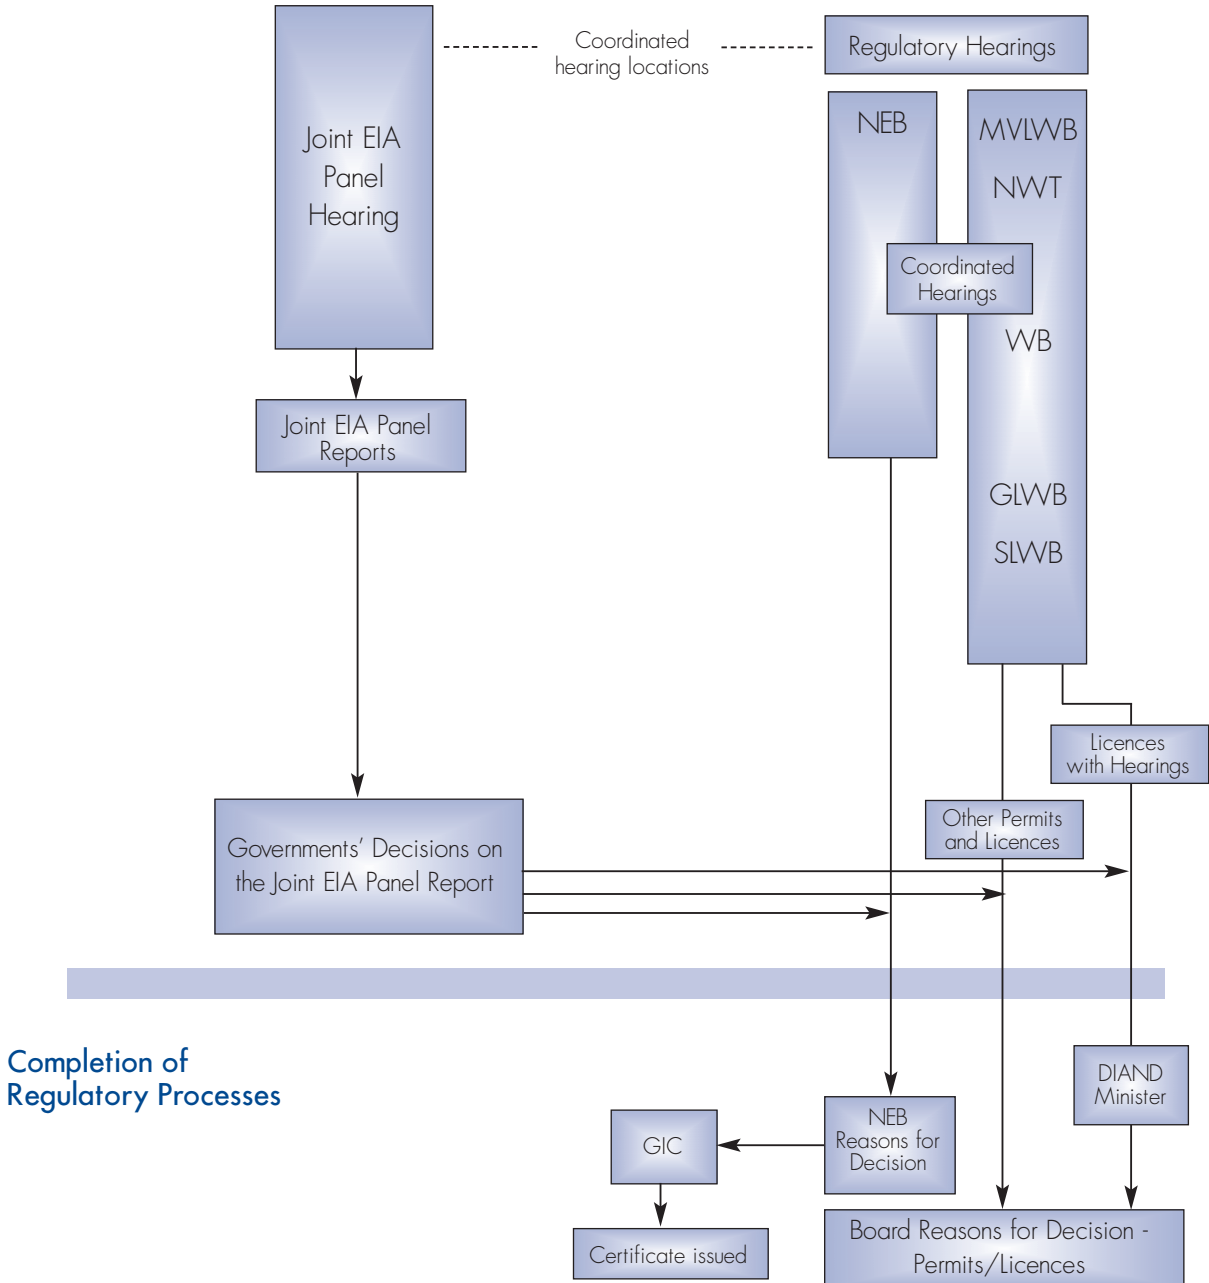 Joint EIA
Panel
Hearing
Coordinated
hearing locations
Regulatory Hearings
NEB
MVLWB
NWT
Coordinated
Hearings
WB
GLWB
SLWB
Joint EIA Panel
Reports
Licences
with Hearings
Other Permits
and Licences
Governments' Decisions on
the Joint EIA Panel Report
Completion of
Regulatory Processes
DIAND
Minister
NEB
Reasons for
Decision
GIC
Certificate issued
Board Reasons for Decision -
Permits/Licences